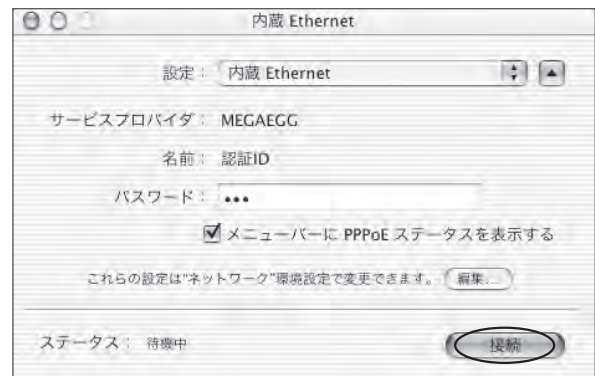 内蔵 Ethernet
設定： 内蔵 Ethernet
サービスプロバイダ： MEGAEGG
名前： 認証ID
パスワード： •••
メニューバーに PPPoE ステータスを表示する
これらの設定は“ネットワーク”環境設定で変更できます。 編集...
ステータス： 待機中 接続